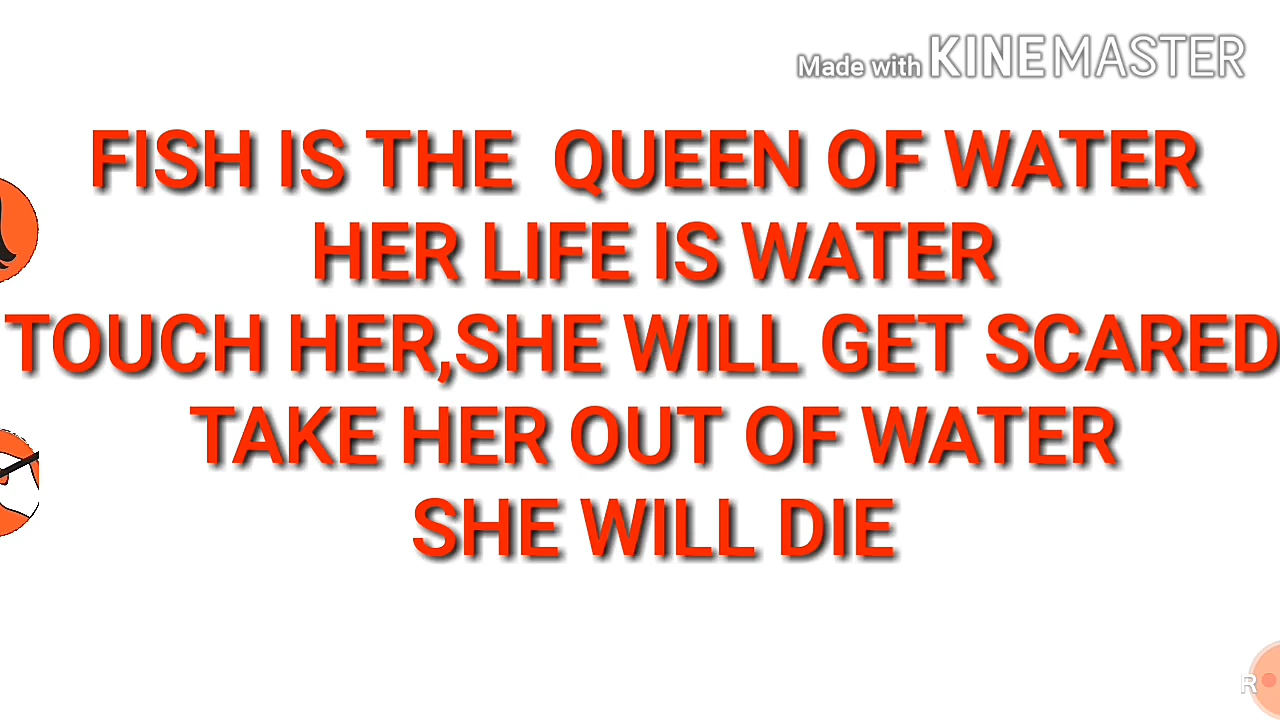 Made with KINEMASTER
FISH IS THE QUEEN OF WATER
HER LIFE IS WATER
TOUCH HER,SHE WILL GET SCARED
TAKE HER OUT OF WATER
SHE WILL DIE
R